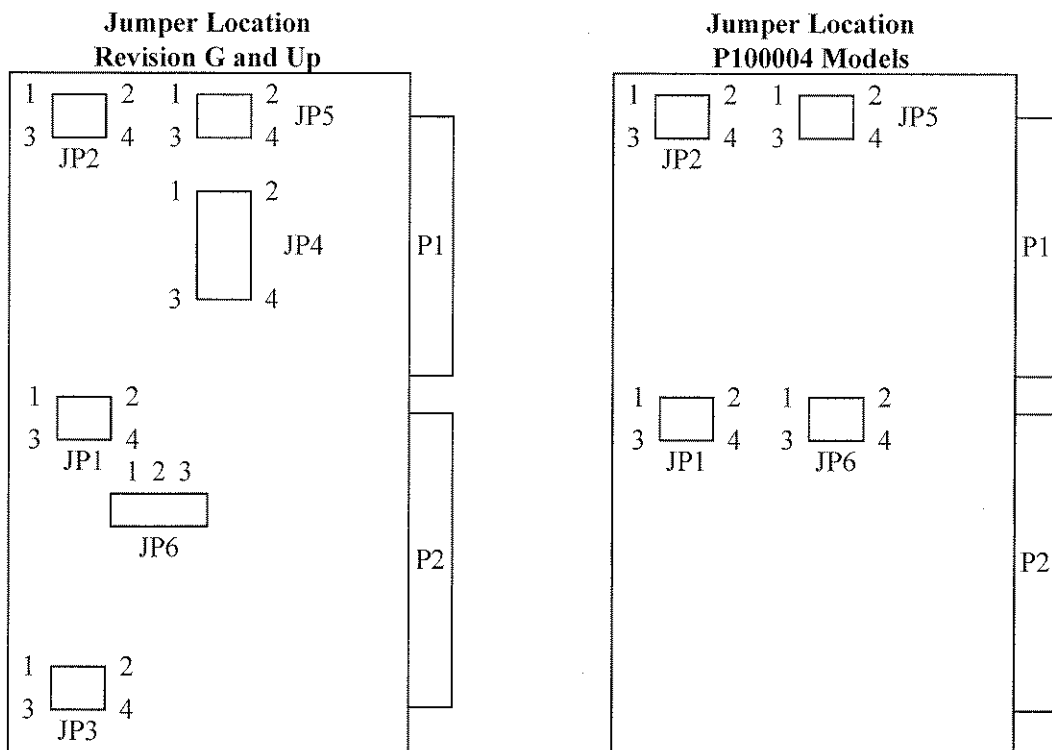 Jumper Location
Revision G and Up
1 2 1 2
JP5
3 4 3 4
JP2
1 2
JP4
P1
3 4
1 2
3 4
JP1
1 2 3
JP6
P2
1 2
3 4
JP3
Jumper Location
P100004 Models
1 2 1 2
JP5
3 4 3 4
JP2
P1
1 2 1 2
3 4 3 4
JP1 JP6
P2